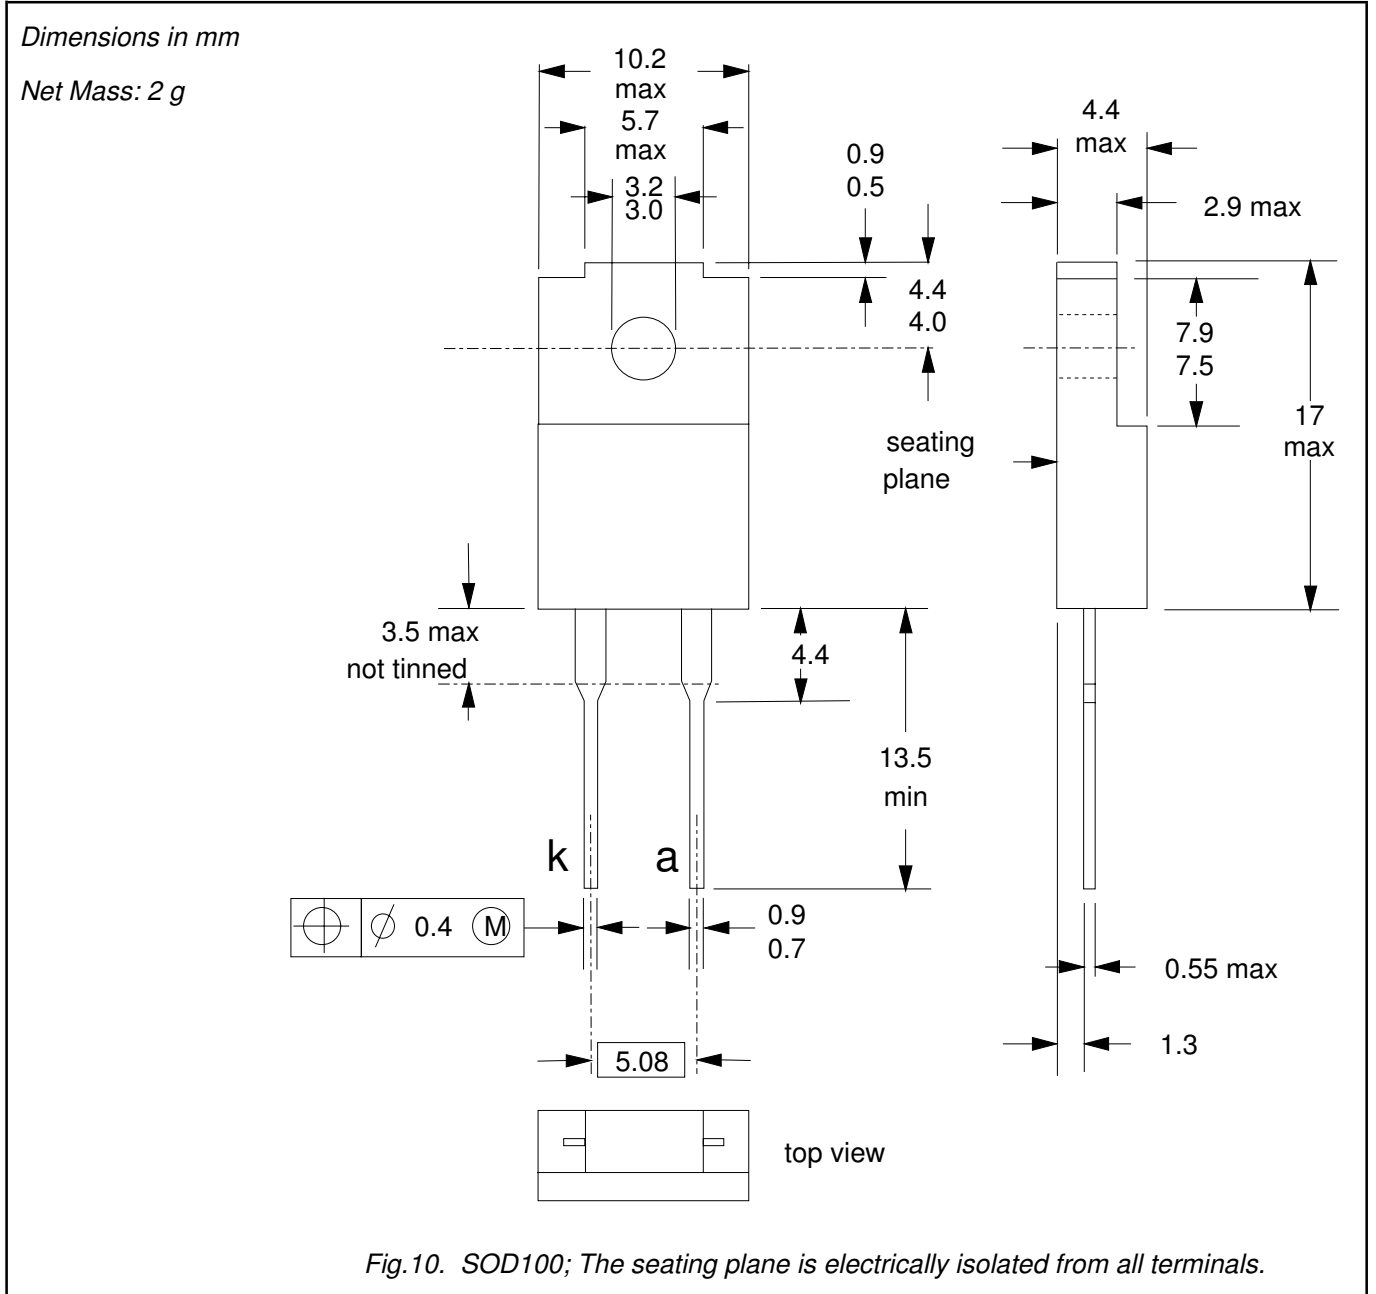 Dimensions in mm
Net Mass: 2 g
10.2
max
5.7
max
3.2
3.0
0.9
0.5
4.4
4.0
4.4
max
2.9 max
7.9
7.5
17
max
seating
plane
3.5 max
not tinned
4.4
13.5
min
k
a
0.4 M
0.9
0.7
0.55 max
1.3
5.08
top view
Fig.10. SOD100; The seating plane is electrically isolated from all terminals.